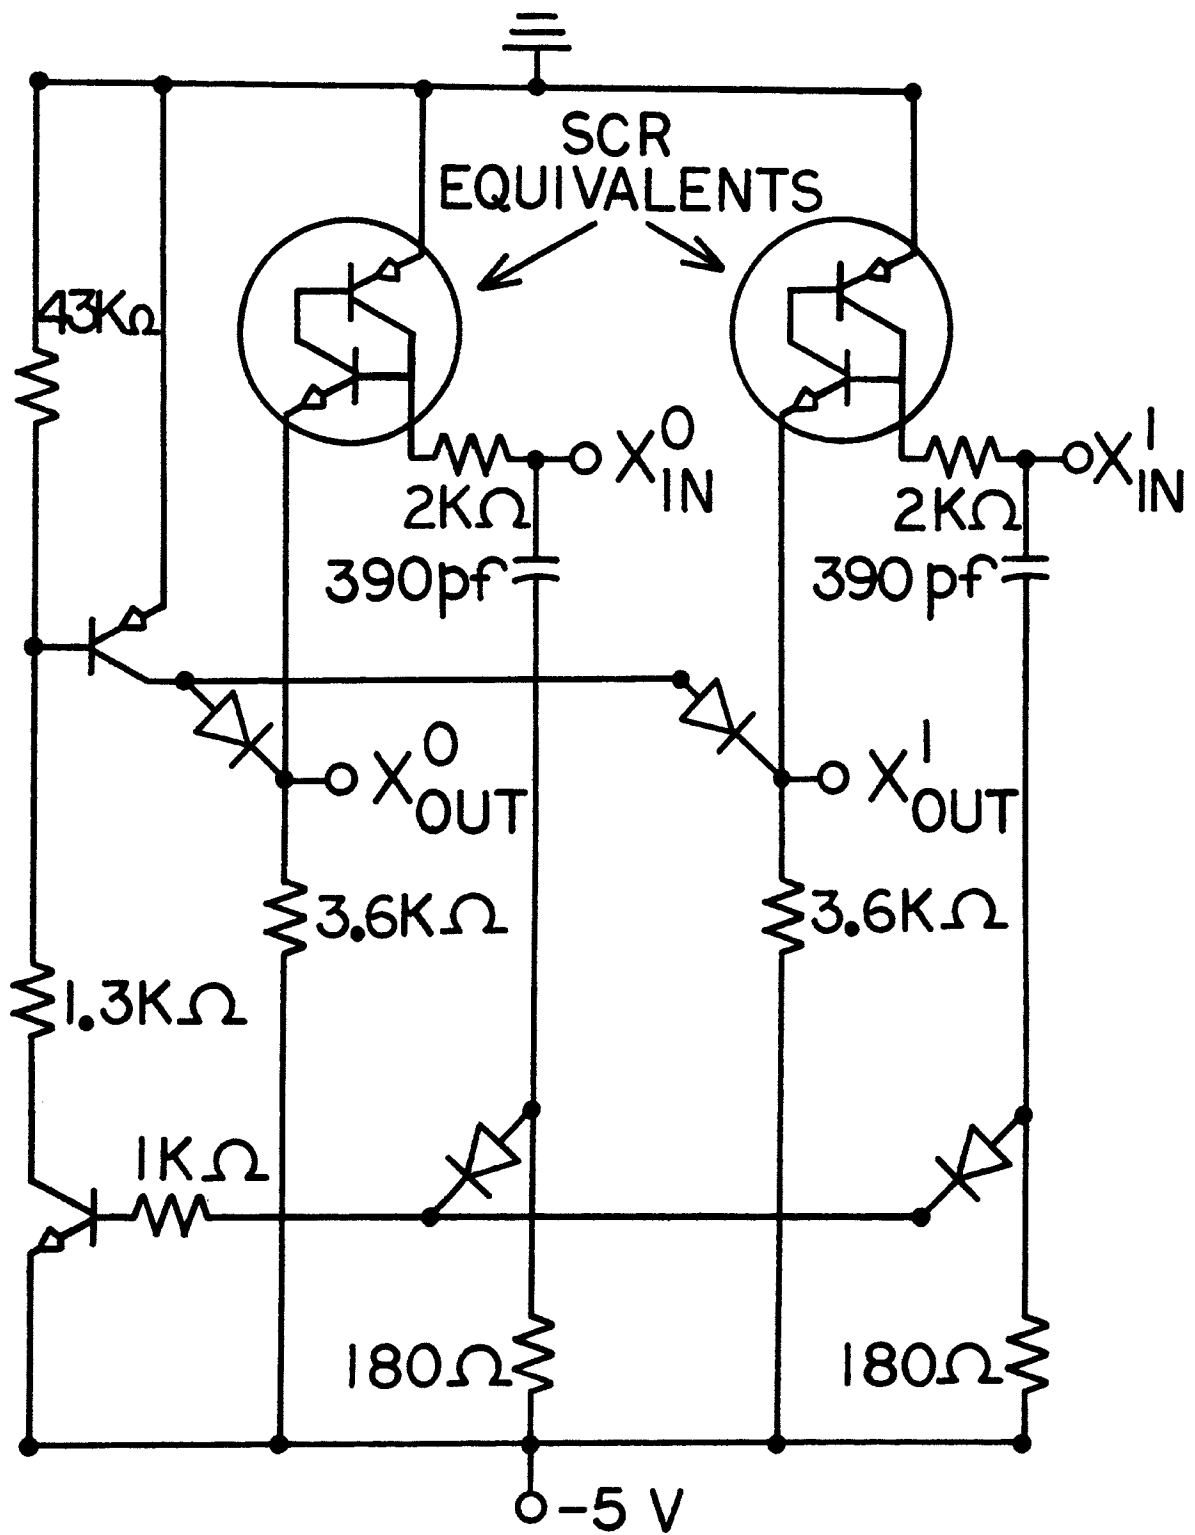 SCR
EQUIVALENTS
43KΩ
X⁰IN
X¹IN
2KΩ
2KΩ
390pf
390pf
X⁰OUT
X¹OUT
3.6KΩ
3.6KΩ
1.3KΩ
1KΩ
180Ω
180Ω
-5 V